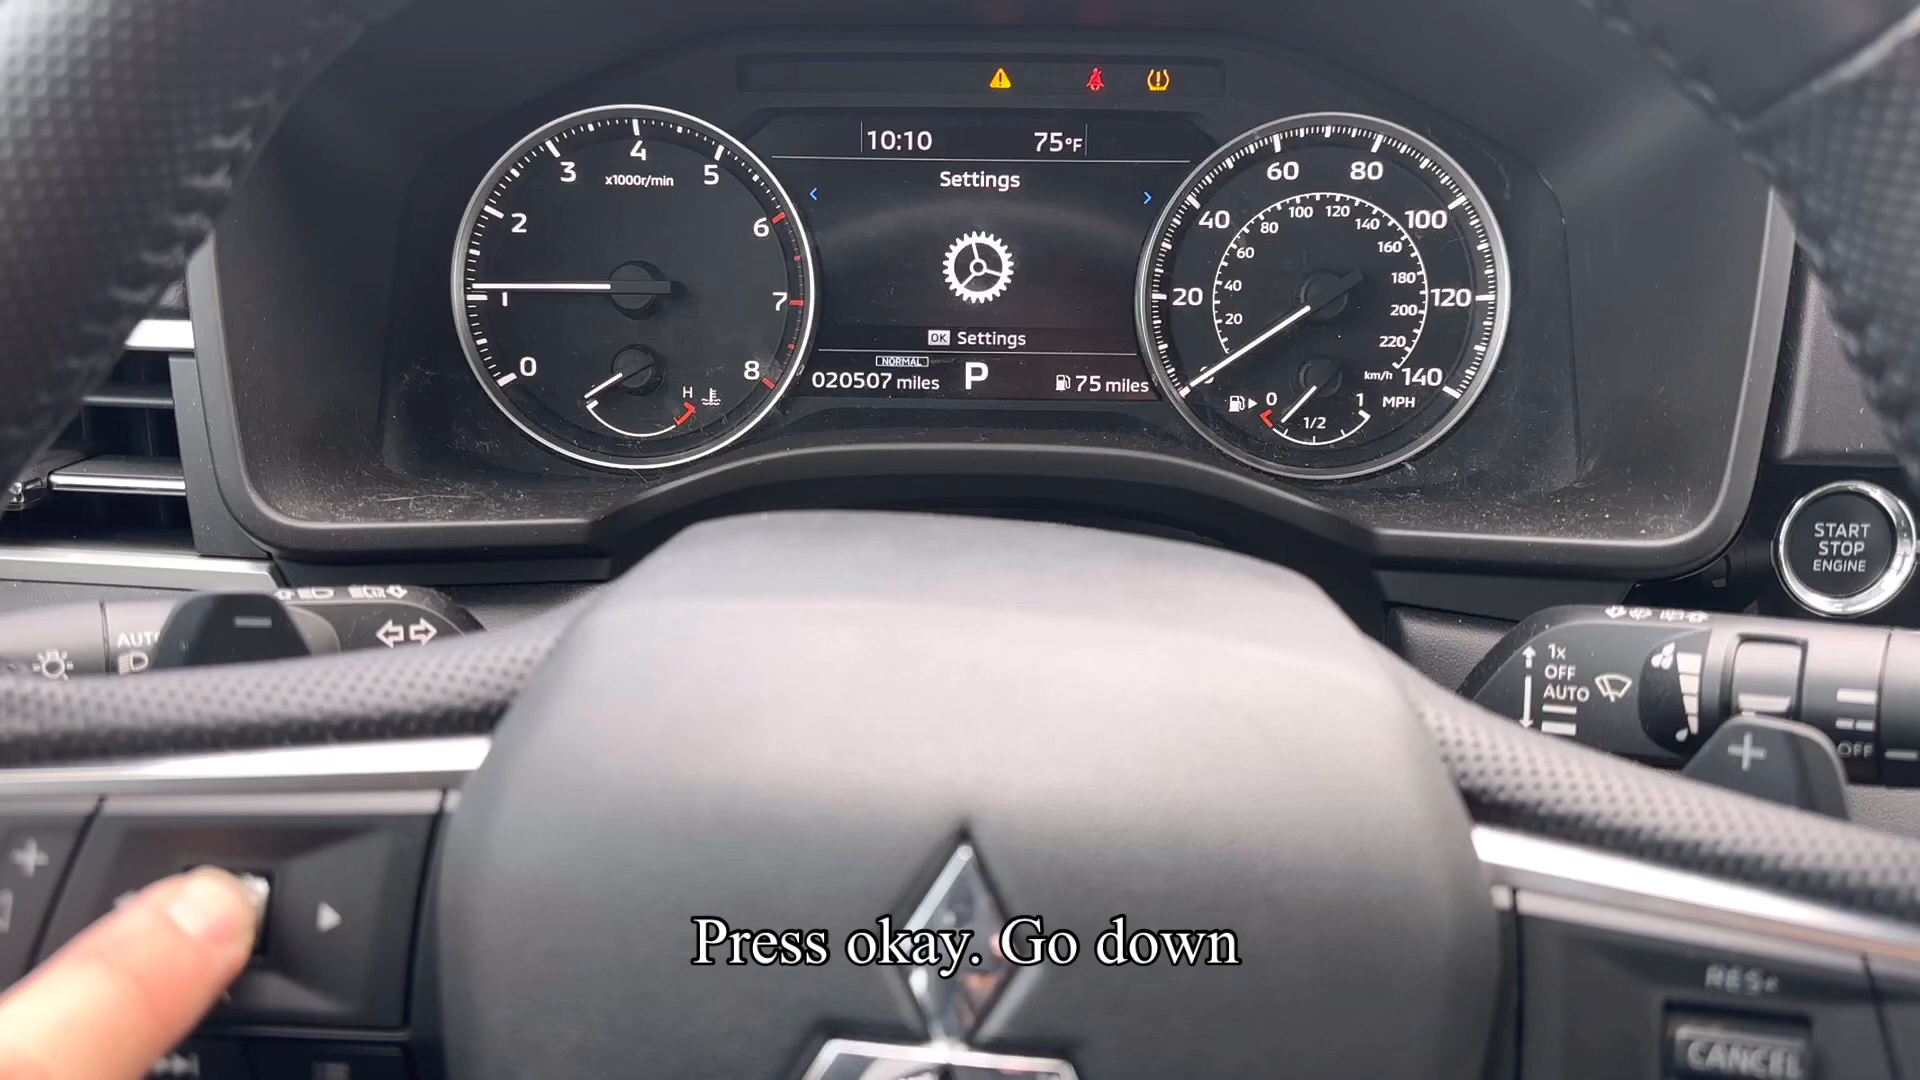 10:10 75°F
Settings
OK Settings
NORMAL
020507 miles P 75 miles
0 1 2 3 4 5 6 7 8
x1000r/min
H
20 40 60 80 100 120 140
20 40 60 80 100 120 140 160 180 200 220
km/h
MPH
0 1/2 1
START
STOP
ENGINE
AUTO
1x
OFF
AUTO
OFF
Press okay. Go down
RES+
CANCEL